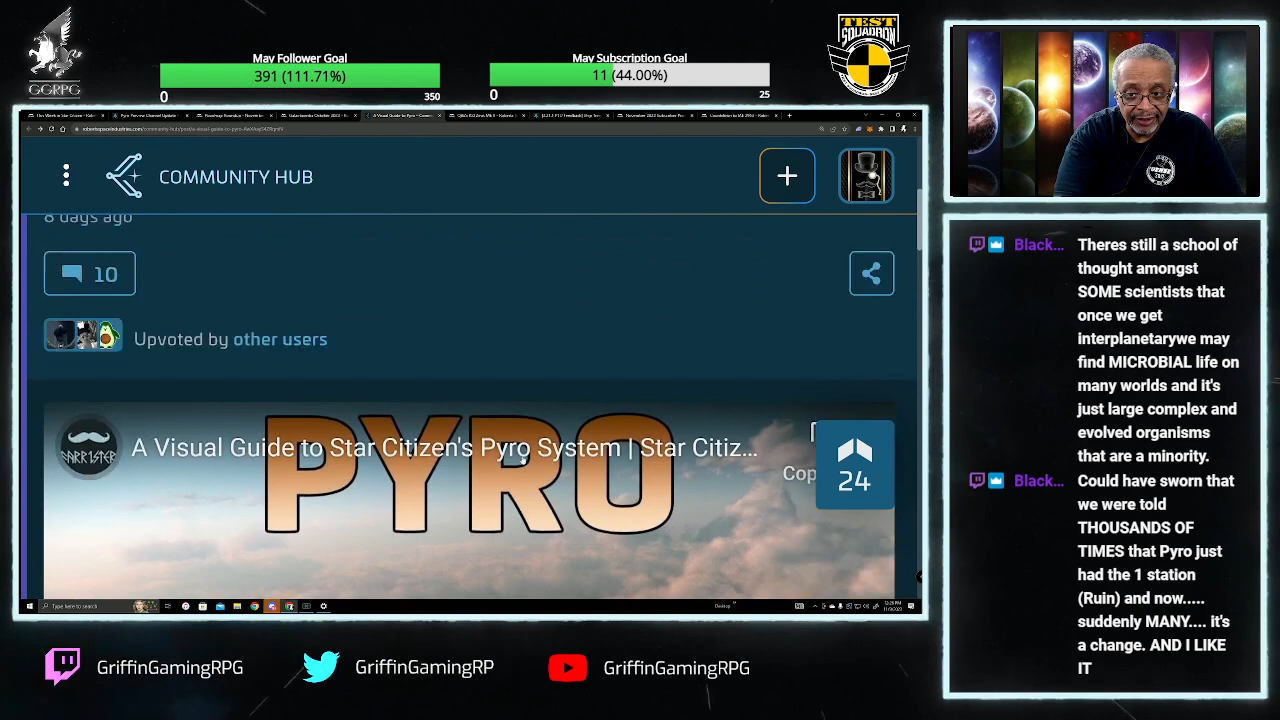 GGRPG
May Follower Goal
391 (111.71%)
0
350
May Subscription Goal
11 (44.00%)
0
25
TEST
SQUADRON
COMMUNITY HUB
8 days ago
10
Upvoted by other users
PYRO
A Visual Guide to Star Citizen's Pyro System | Star Citiz...
Cop
24
Type here to search
Desktop
Black...
Theres still a school of
thought amongst
SOME scientists that
once we get
interplanetarywe may
find MICROBIAL life on
many worlds and it's
just large complex and
evolved organisms
that are a minority.
Black...
Could have sworn that
we were told
THOUSANDS OF
TIMES that Pyro just
had the 1 station
(Ruin) and now.....
suddenly MANY.... it's
a change. AND I LIKE
IT
GriffinGamingRPG
GriffinGamingRP
GriffinGamingRPG